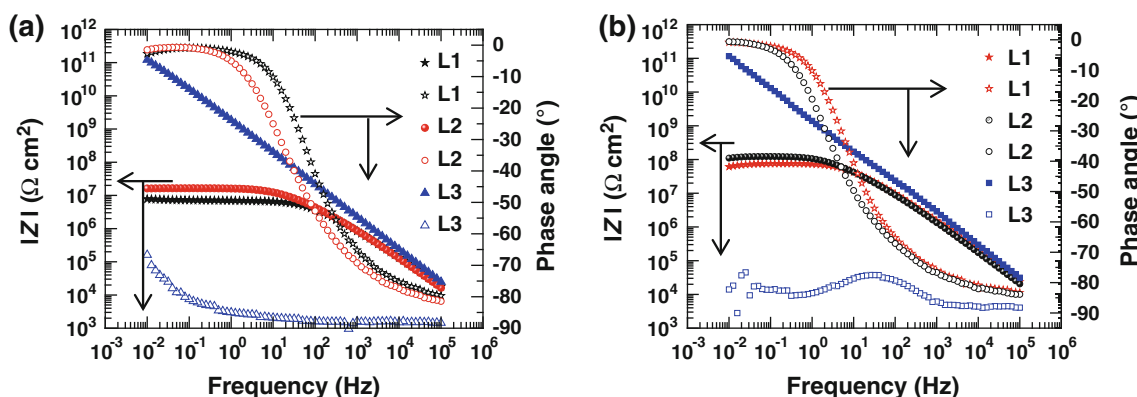 (a)
|Z| (Ω cm²)
10¹²
10¹¹
10¹⁰
10⁹
10⁸
10⁷
10⁶
10⁵
10⁴
10³
10⁻³ 10⁻² 10⁻¹ 10⁰ 10¹ 10² 10³ 10⁴ 10⁵ 10⁶
Frequency (Hz)
0
-10
-20
-30
-40
-50
-60
-70
-80
-90
Phase angle (°)
L1
L1
L2
L2
L3
L3
(b)
|Z| (Ω cm²)
10¹²
10¹¹
10¹⁰
10⁹
10⁸
10⁷
10⁶
10⁵
10⁴
10³
10⁻³ 10⁻² 10⁻¹ 10⁰ 10¹ 10² 10³ 10⁴ 10⁵ 10⁶
Frequency (Hz)
0
-10
-20
-30
-40
-50
-60
-70
-80
-90
Phase angle (°)
L1
L1
L2
L2
L3
L3